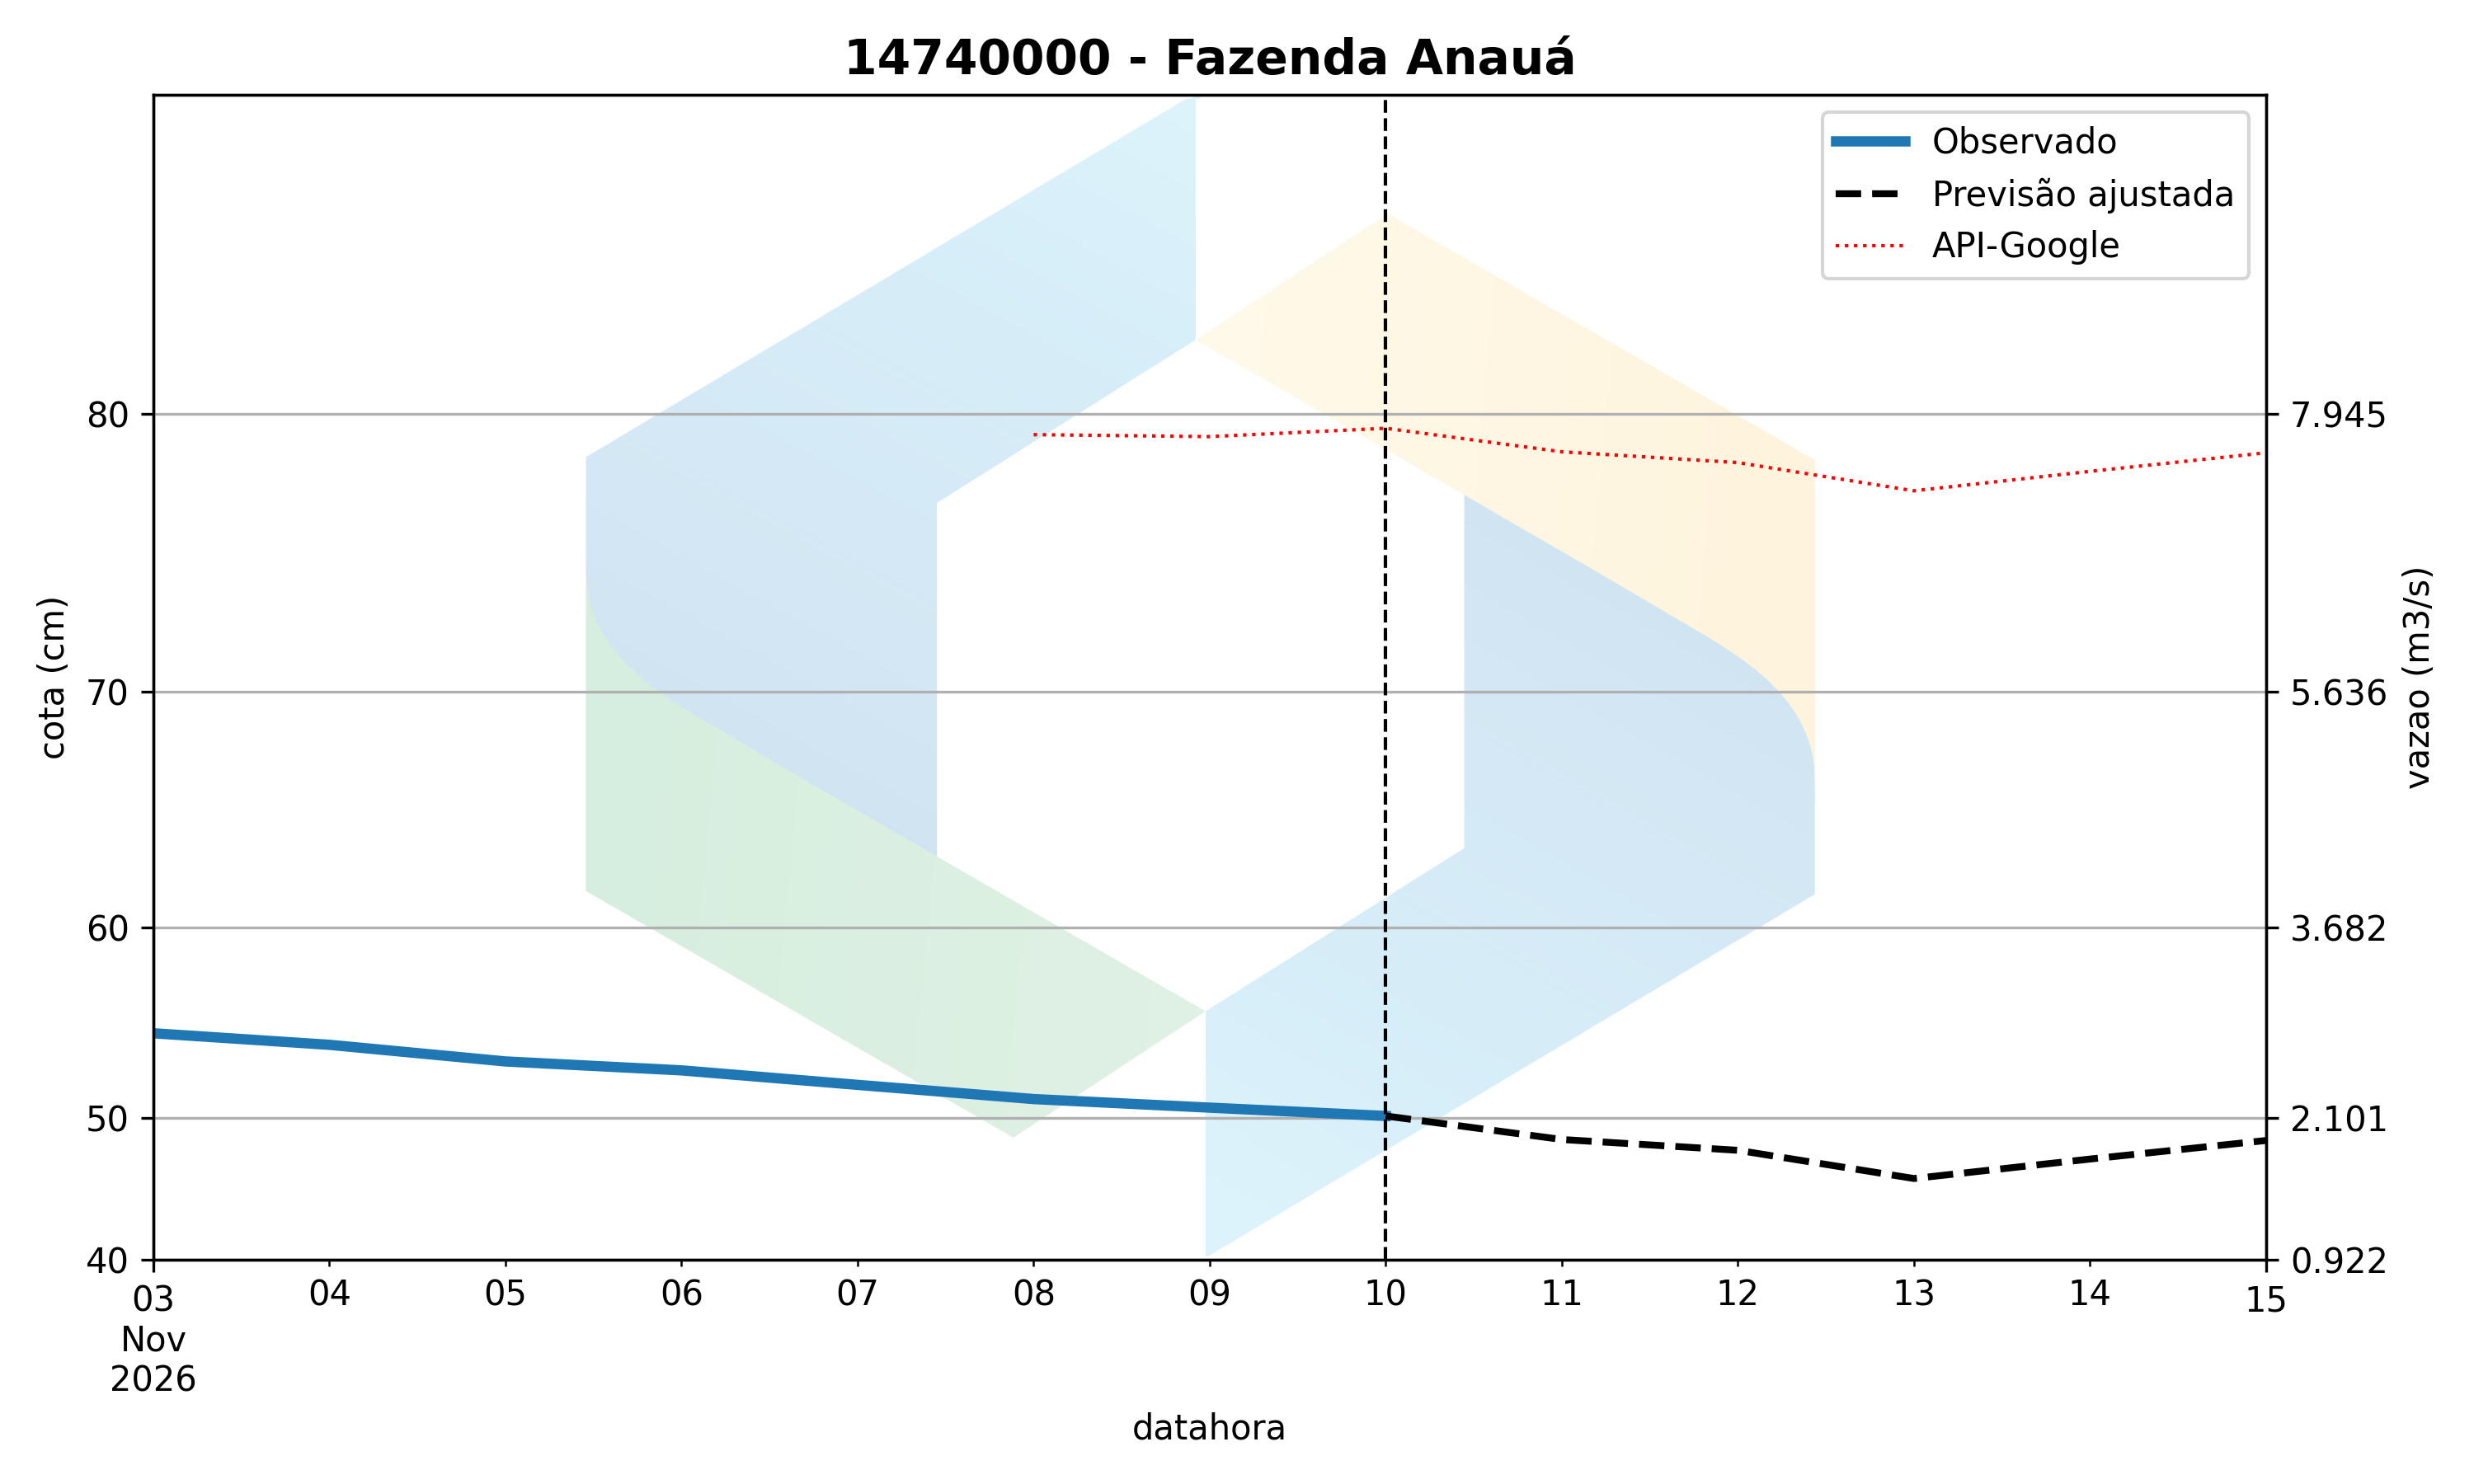 14740000 - Fazenda Anauá
Observado
Previsão ajustada
API-Google
80
70
60
50
40
cota (cm)
7.945
5.636
3.682
2.101
0.922
vazao (m3/s)
03 04 05 06 07 08 09 10 11 12 13 14 15
Nov
2026
datahora